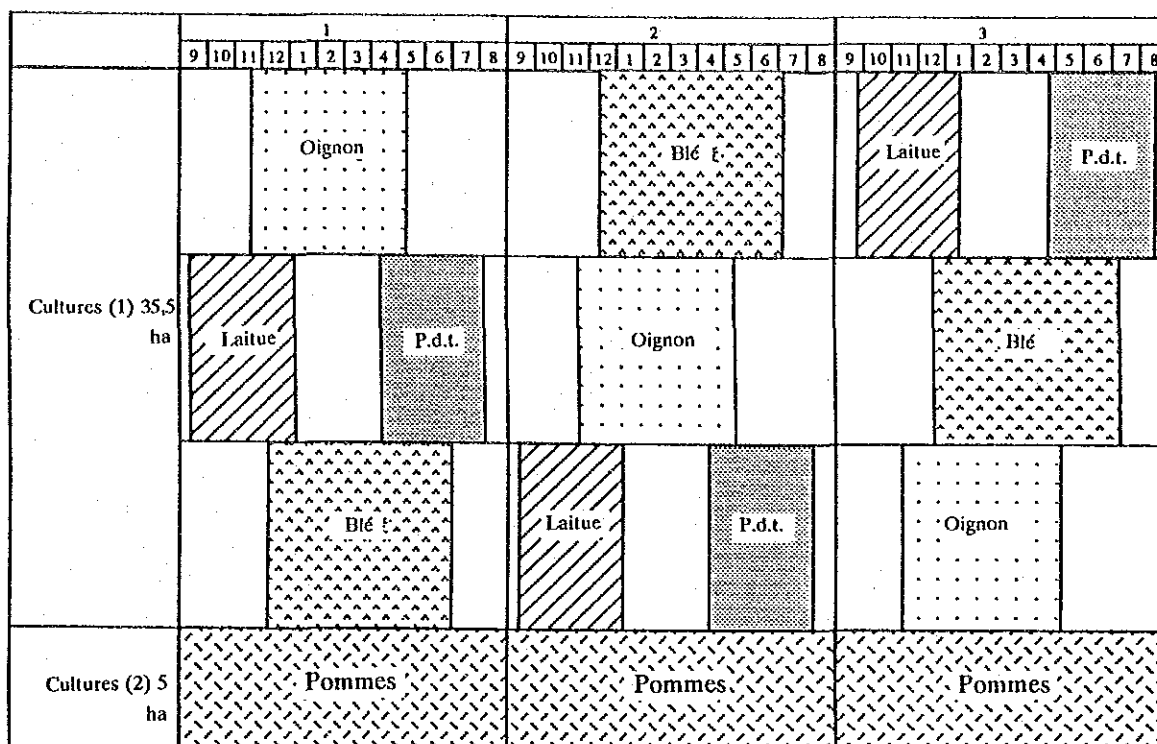 1 2 3
9 10 11 12 1 2 3 4 5 6 7 8 9 10 11 12 1 2 3 4 5 6 7 8 9 10 11 12 1 2 3 4 5 6 7 8
Oignon Blé Laitue P.d.t.
Cultures (1) 35,5
ha
Laitue P.d.t. Oignon Blé
Blé Laitue P.d.t. Oignon
Cultures (2) 5
ha
Pommes Pommes Pommes